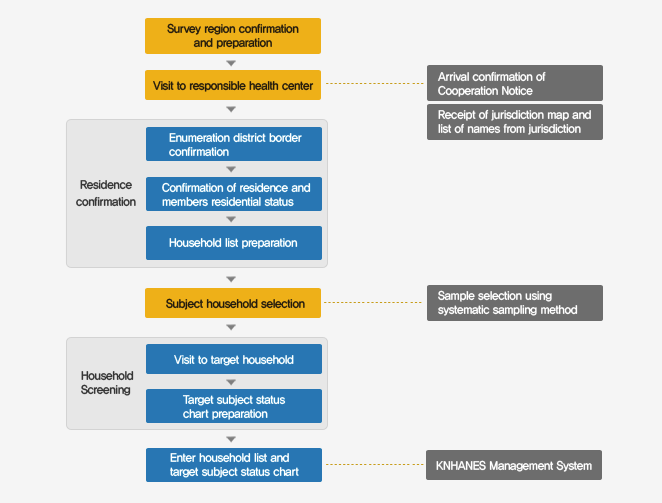 Survey region confirmation
and preparation
Visit to responsible health center
Arrival confirmation of
Cooperation Notice
Receipt of jurisdiction map and
list of names from jurisdiction
Residence
confirmation
Enumeration district border
confirmation
Confirmation of residence and
members residential status
Household list preparation
Subject household selection
Sample selection using
systematic sampling method
Household
Screening
Visit to target household
Target subject status
chart preparation
Enter household list and
target subject status chart
KNHANES Management System